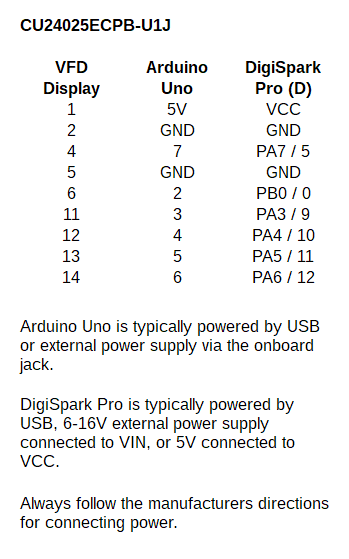 CU24025ECPB-U1J
VFD Arduino DigiSpark
Display Uno Pro (D)
1 5V VCC
2 GND GND
4 7 PA7 / 5
5 GND GND
6 2 PB0 / 0
11 3 PA3 / 9
12 4 PA4 / 10
13 5 PA5 / 11
14 6 PA6 / 12
Arduino Uno is typically powered by USB
or external power supply via the onboard
jack.
DigiSpark Pro is typically powered by
USB, 6-16V external power supply
connected to VIN, or 5V connected to
VCC.
Always follow the manufacturers directions
for connecting power.